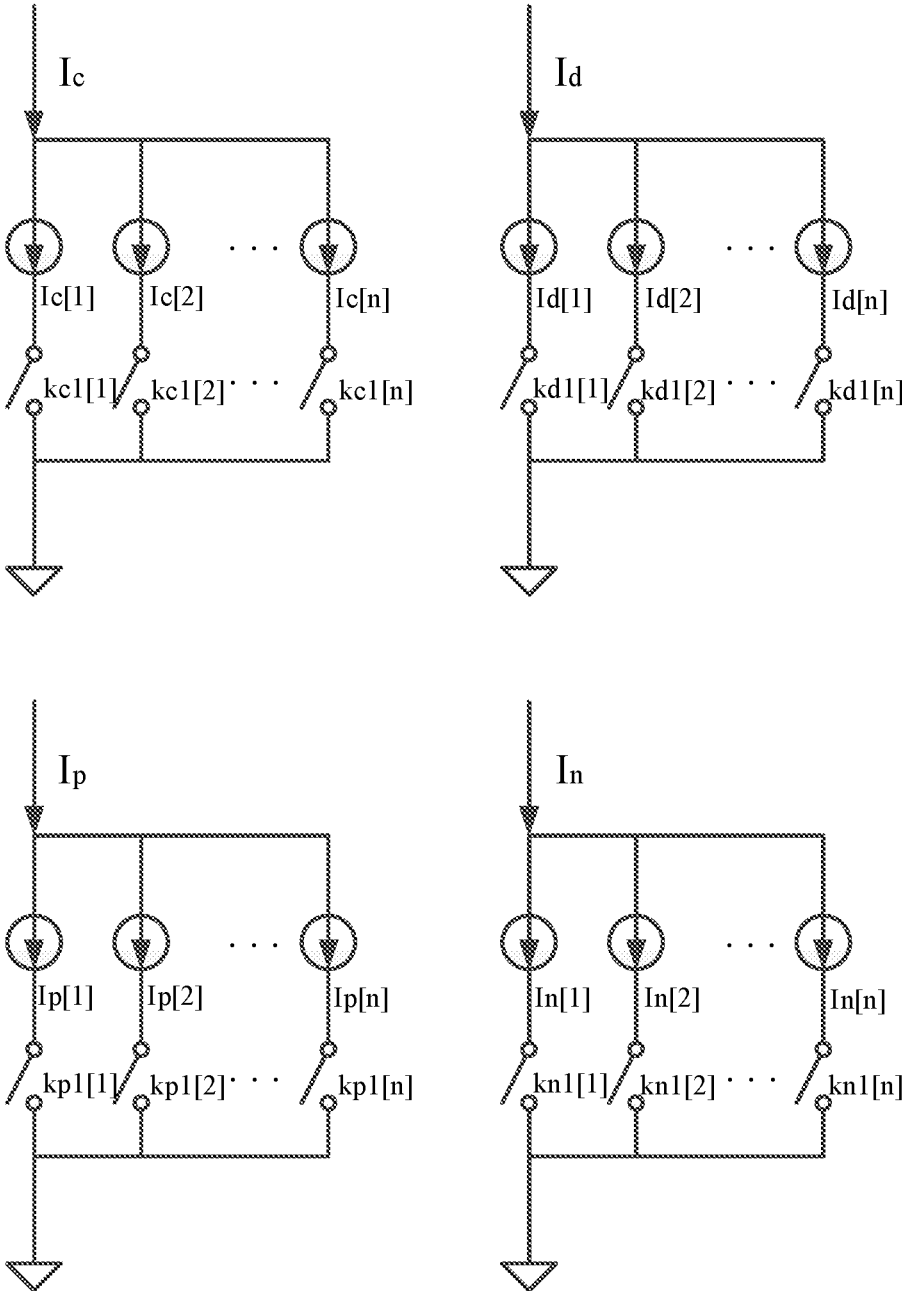 Ic
Id
. . .
. . .
Ic[1]
Ic[2]
Ic[n]
Id[1]
Id[2]
Id[n]
kc1[1]
kc1[2]
. . .
kc1[n]
kd1[1]
kd1[2]
. . .
kd1[n]
Ip
In
. . .
. . .
Ip[1]
Ip[2]
Ip[n]
In[1]
In[2]
In[n]
kp1[1]
kp1[2]
. . .
kp1[n]
kn1[1]
kn1[2]
. . .
kn1[n]